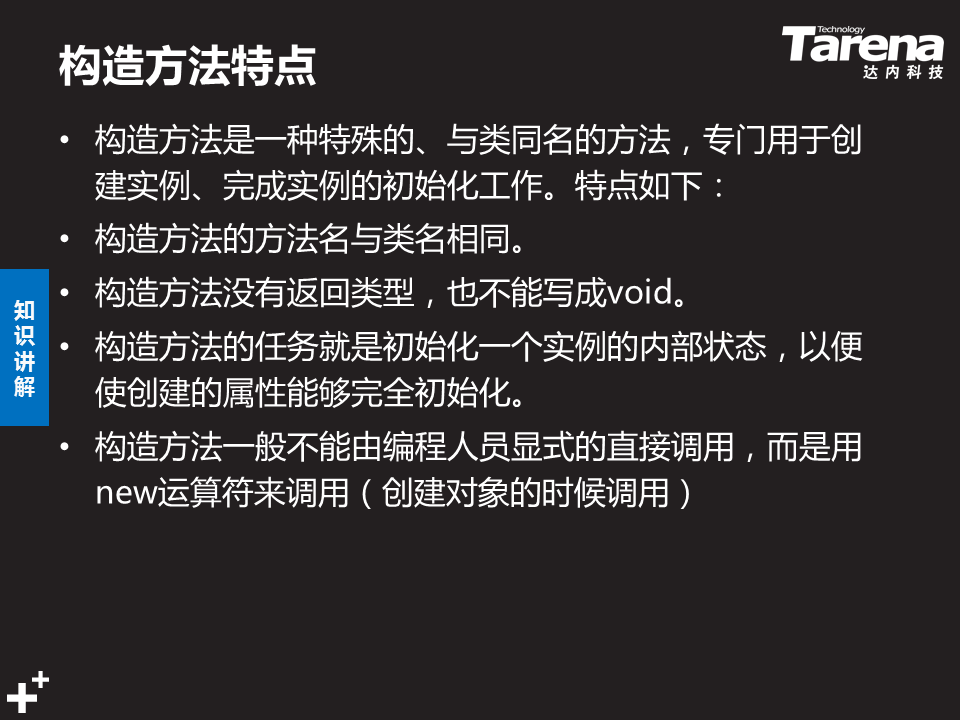 构造方法特点
Technology
Tarena
达内科技
• 构造方法是一种特殊的、与类同名的方法，专门用于创
建实例、完成实例的初始化工作。特点如下：
• 构造方法的方法名与类名相同。
• 构造方法没有返回类型，也不能写成void。
• 构造方法的任务就是初始化一个实例的内部状态，以便
使创建的属性能够完全初始化。
• 构造方法一般不能由编程人员显式的直接调用，而是用
new运算符来调用（创建对象的时候调用）
知
识
讲
解